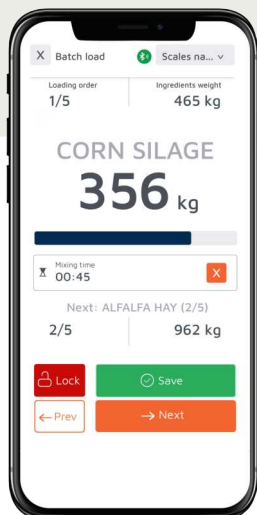 X Batch load Scales na...
Loading order Ingredients weight
1/5 465 kg
CORN SILAGE
356 kg
Mixing time
00:45 X
Next: ALFALFA HAY (2/5)
2/5 962 kg
Lock Save
← Prev → Next